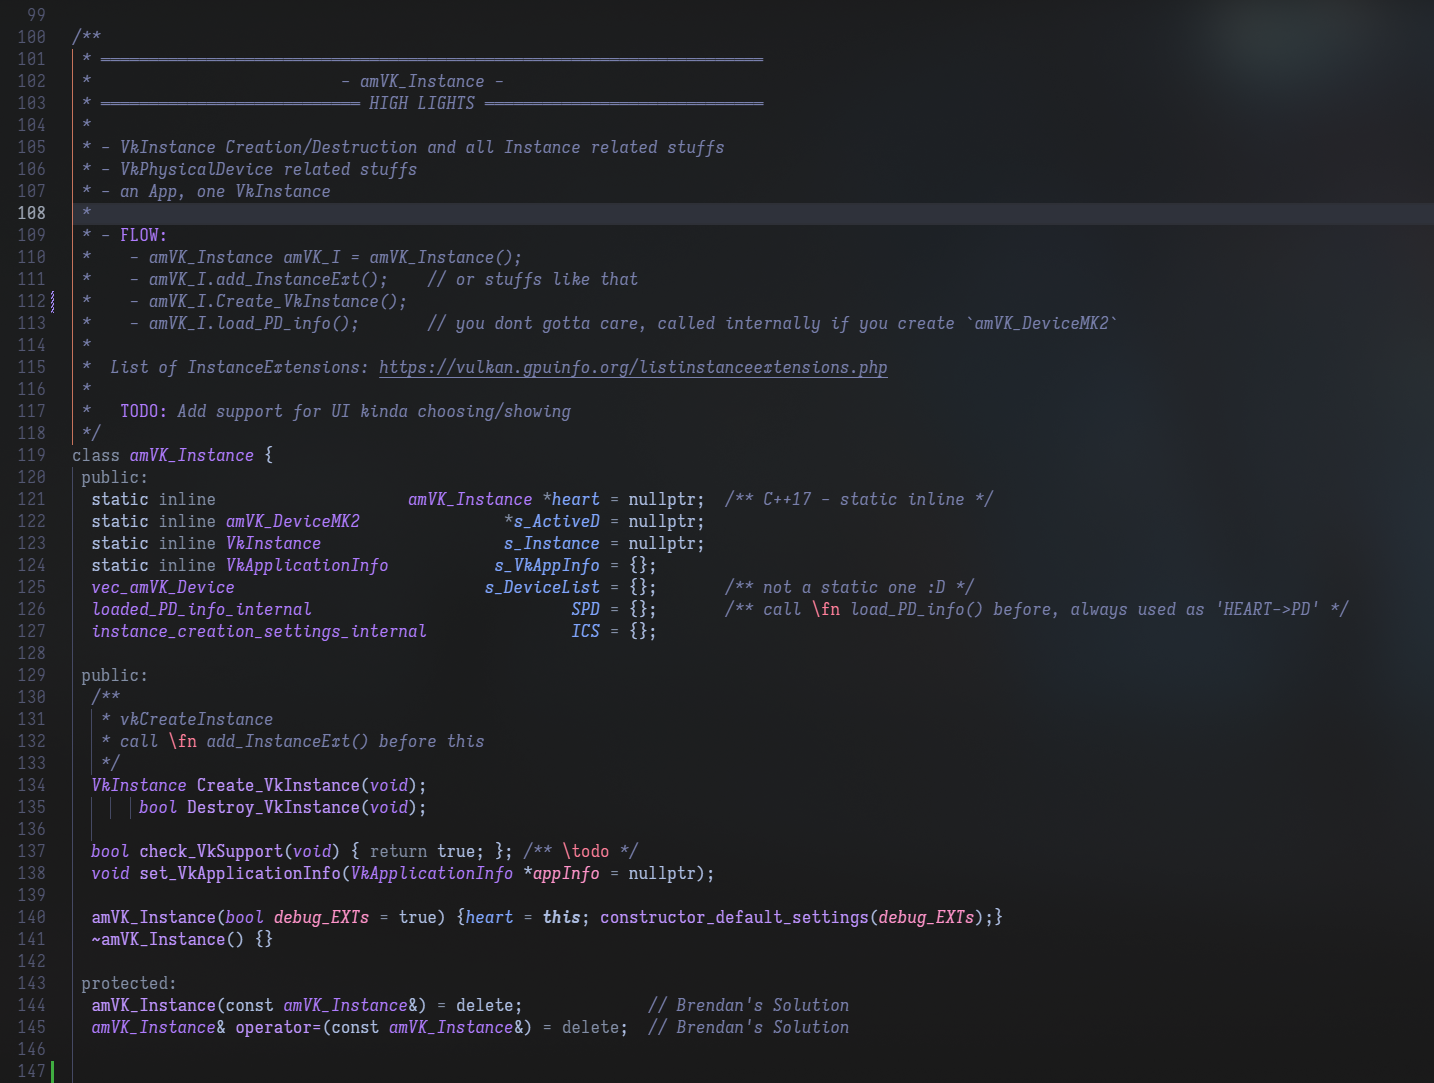 99
100 /**
101 * ═════════════════════════════════════════════════════════════════════
102 * - amVK_Instance -
103 * ═══════════════════════════ HIGH LIGHTS ═════════════════════════════
104 *
105 * - VkInstance Creation/Destruction and all Instance related stuffs
106 * - VkPhysicalDevice related stuffs
107 * - an App, one VkInstance
108 *
109 * - FLOW:
110 *    - amVK_Instance amVK_I = amVK_Instance();
111 *    - amVK_I.add_InstanceExt();    // or stuffs like that
112 *    - amVK_I.Create_VkInstance();
113 *    - amVK_I.load_PD_info();       // you dont gotta care, called internally if you create `amVK_DeviceMK2`
114 *
115 *  List of InstanceExtensions: https://vulkan.gpuinfo.org/listinstanceextensions.php
116 *
117 *   TODO: Add support for UI kinda choosing/showing
118 */
119 class amVK_Instance {
120 public:
121 static inline                    amVK_Instance *heart = nullptr;  /** C++17 - static inline */
122 static inline amVK_DeviceMK2               *s_ActiveD = nullptr;
123 static inline VkInstance                   s_Instance = nullptr;
124 static inline VkApplicationInfo           s_VkAppInfo = {};
125 vec_amVK_Device                          s_DeviceList = {};       /** not a static one :D */
126 loaded_PD_info_internal                           SPD = {};       /** call \fn load_PD_info() before, always used as 'HEART->PD' */
127 instance_creation_settings_internal               ICS = {};
128
129 public:
130 /**
131 * vkCreateInstance
132 * call \fn add_InstanceExt() before this
133 */
134 VkInstance Create_VkInstance(void);
135 bool Destroy_VkInstance(void);
136
137 bool check_VkSupport(void) { return true; }; /** \todo */
138 void set_VkApplicationInfo(VkApplicationInfo *appInfo = nullptr);
139
140 amVK_Instance(bool debug_EXTs = true) {heart = this; constructor_default_settings(debug_EXTs);}
141 ~amVK_Instance() {}
142
143 protected:
144 amVK_Instance(const amVK_Instance&) = delete;             // Brendan's Solution
145 amVK_Instance& operator=(const amVK_Instance&) = delete;  // Brendan's Solution
146
147